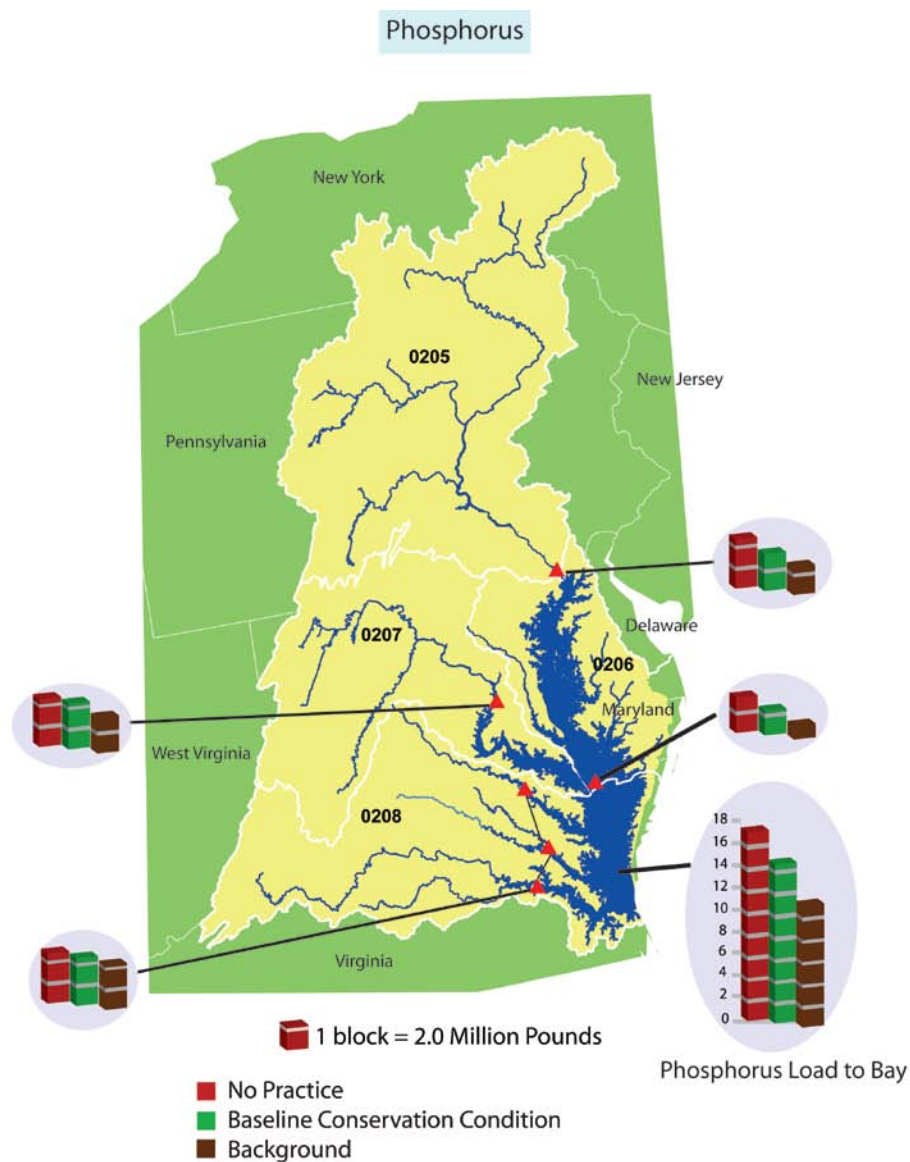 Phosphorus
New York
0205
New Jersey
Pennsylvania
Delaware
0207
0206
Maryland
West Virginia
0208
18
16
14
12
10
8
6
4
2
0
Virginia
1 block = 2.0 Million Pounds
Phosphorus Load to Bay
No Practice
Baseline Conservation Condition
Background